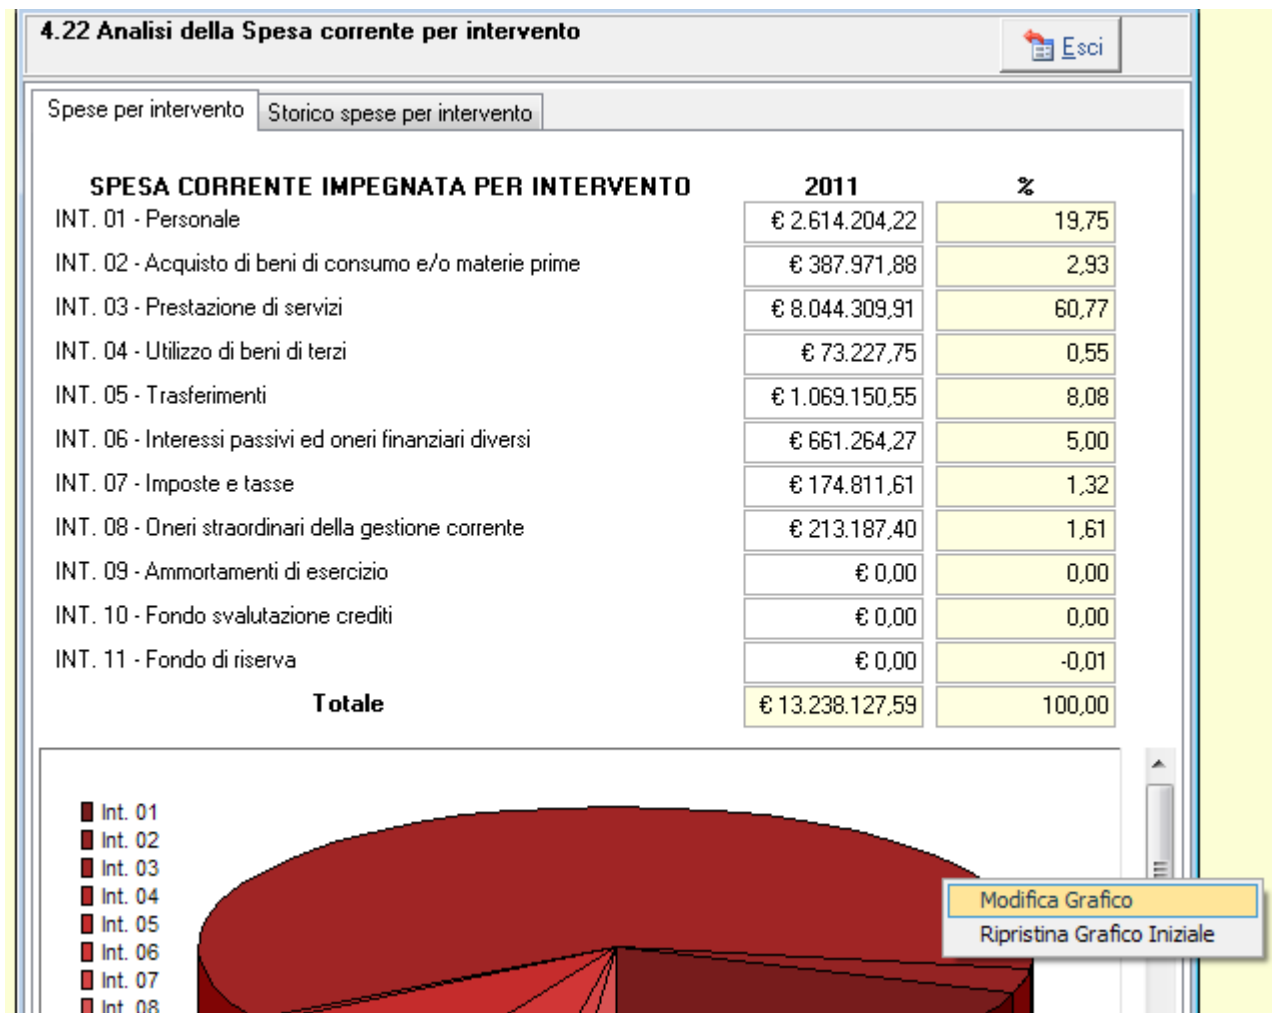 4.22 Analisi della Spesa corrente per intervento
Esci
Spese per intervento Storico spese per intervento
SPESA CORRENTE IMPEGNATA PER INTERVENTO 2011 %
INT. 01 - Personale € 2.614.204,22 19,75
INT. 02 - Acquisto di beni di consumo e/o materie prime € 387.971,88 2,93
INT. 03 - Prestazione di servizi € 8.044.309,91 60,77
INT. 04 - Utilizzo di beni di terzi € 73.227,75 0,55
INT. 05 - Trasferimenti € 1.069.150,55 8,08
INT. 06 - Interessi passivi ed oneri finanziari diversi € 661.264,27 5,00
INT. 07 - Imposte e tasse € 174.811,61 1,32
INT. 08 - Oneri straordinari della gestione corrente € 213.187,40 1,61
INT. 09 - Ammortamenti di esercizio € 0,00 0,00
INT. 10 - Fondo svalutazione crediti € 0,00 0,00
INT. 11 - Fondo di riserva € 0,00 -0,01
Totale € 13.238.127,59 100,00
Int. 01
Int. 02
Int. 03
Int. 04
Int. 05
Int. 06
Int. 07
Int. 08
Modifica Grafico
Ripristina Grafico Iniziale